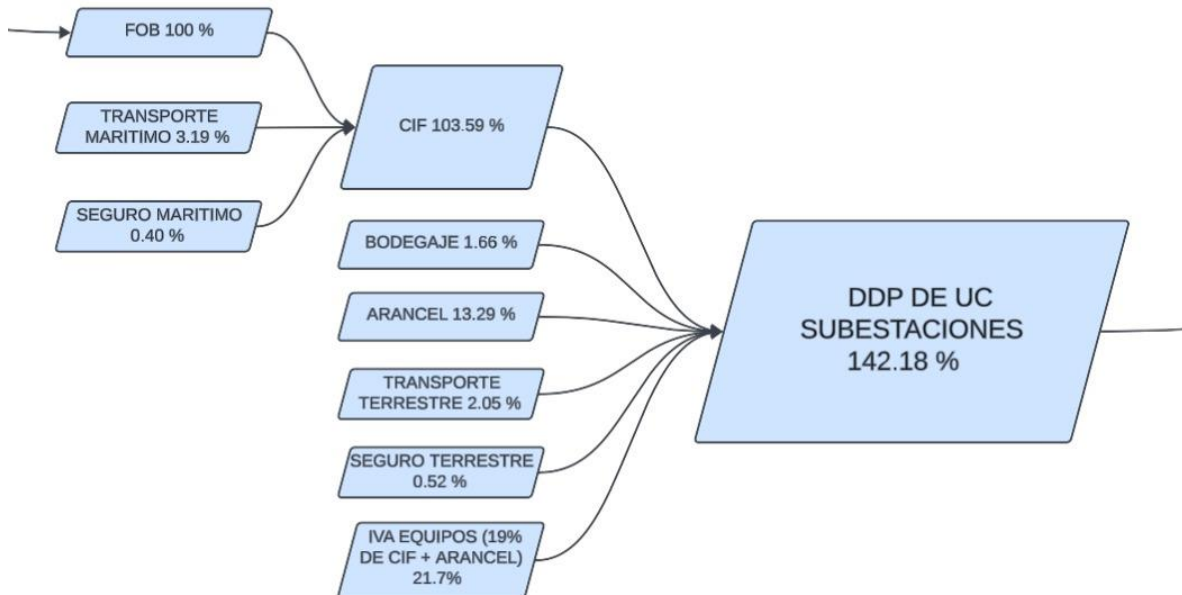 FOB 100 %
TRANSPORTE
MARITIMO 3.19 %
SEGURO MARITIMO
0.40 %
CIF 103.59 %
BODEGAJE 1.66 %
ARANCEL 13.29 %
TRANSPORTE
TERRESTRE 2.05 %
SEGURO TERRESTRE
0.52 %
IVA EQUIPOS (19%
DE CIF + ARANCEL)
21.7%
DDP DE UC
SUBESTACIONES
142.18 %